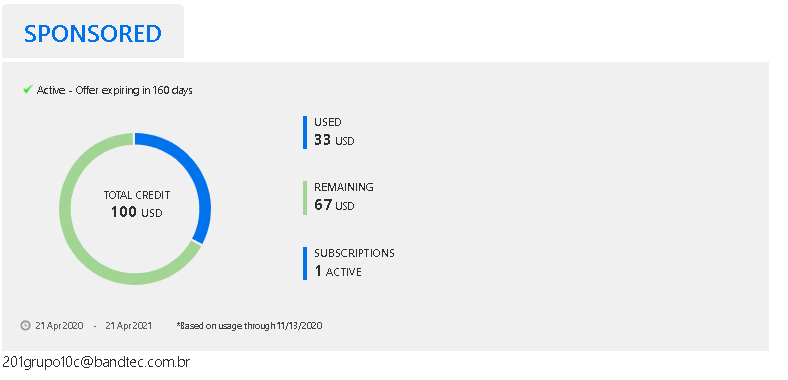 SPONSORED
✔ Active - Offer expiring in 160 days
TOTAL CREDIT
100 USD
USED
33 USD
REMAINING
67 USD
SUBSCRIPTIONS
1 ACTIVE
21 Apr 2020 - 21 Apr 2021 *Based on usage through 11/13/2020
201grupo10c@bandtec.com.br